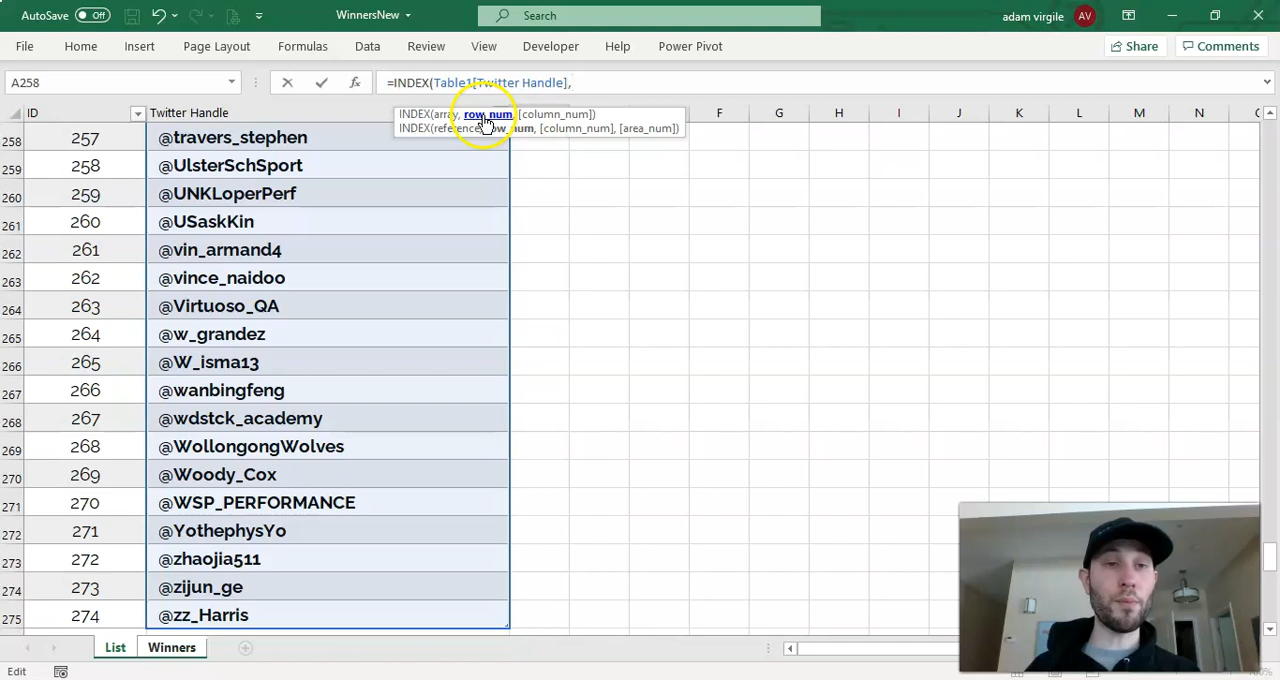 AutoSave Off WinnersNew Search adam virgile AV
File Home Insert Page Layout Formulas Data Review View Developer Help Power Pivot Share Comments
A258 fx =INDEX(Table1[Twitter Handle],
ID Twitter Handle F G H I J K L M N
INDEX(array, row_num, [column_num])
INDEX(reference, row_num, [column_num], [area_num])
258 257 @travers_stephen
259 258 @UlsterSchSport
260 259 @UNKLoperPerf
261 260 @USaskKin
262 261 @vin_armand4
263 262 @vince_naidoo
264 263 @Virtuoso_QA
265 264 @w_grandez
266 265 @W_isma13
267 266 @wanbingfeng
268 267 @wdstck_academy
269 268 @WollongongWolves
270 269 @Woody_Cox
271 270 @WSP_PERFORMANCE
272 271 @YothephysYo
273 272 @zhaojia511
274 273 @zijun_ge
275 274 @zz_Harris
List Winners
Edit